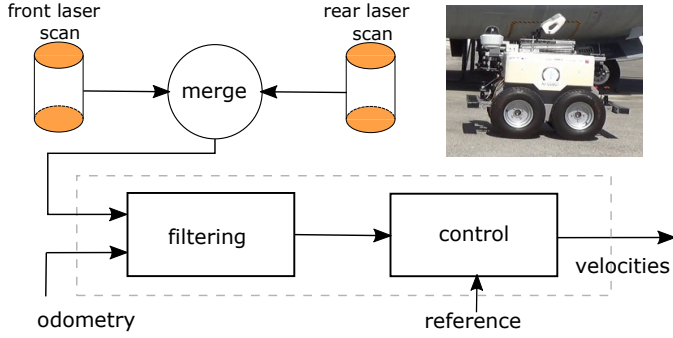 front laser
scan
rear laser
scan
merge
filtering
control
velocities
odometry
reference